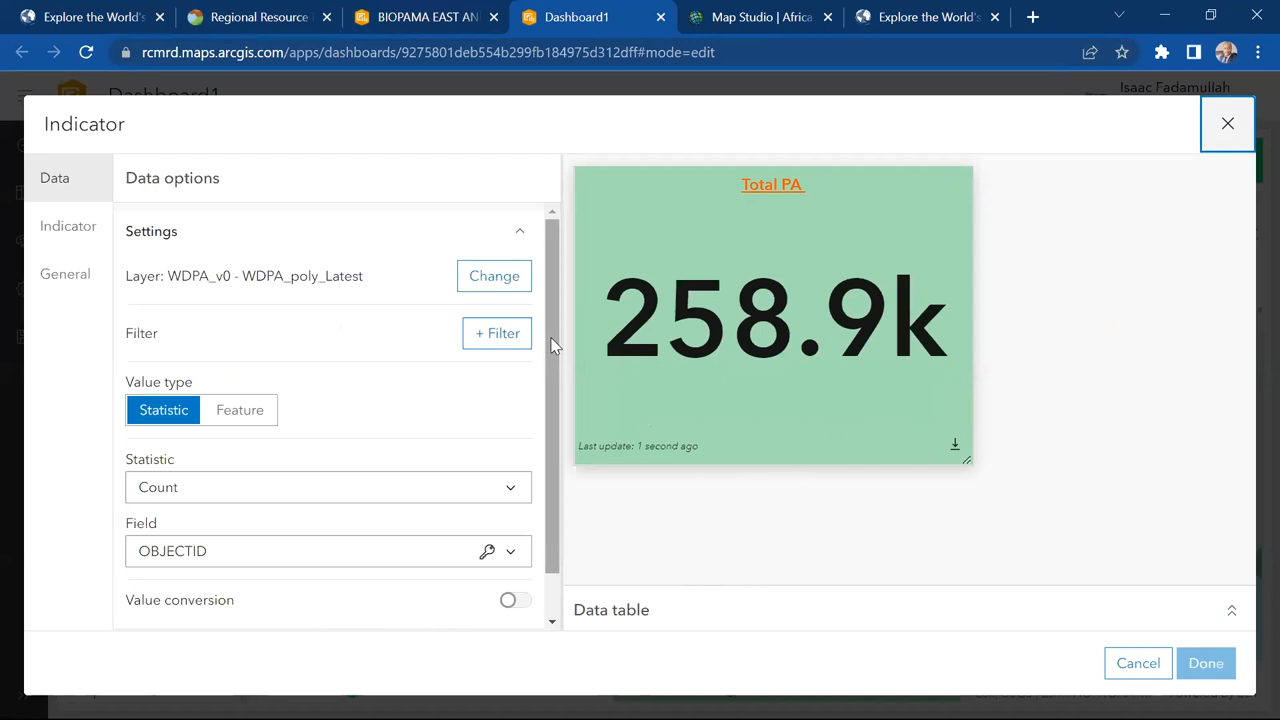 Explore the World's
Regional Resource
BIOPAMA EAST AN
Dashboard1
Map Studio | Africa
Explore the World's
rcmrd.maps.arcgis.com/apps/dashboards/9275801deb554b299fb184975d312dff#mode=edit
Dashboard1
Isaac Fadamullah
Indicator
Data
Indicator
General
Data options
Settings
Layer: WDPA_v0 - WDPA_poly_Latest
Change
Filter
+ Filter
Value type
Statistic
Feature
Statistic
Count
Field
OBJECTID
Value conversion
Total PA
258.9k
Last update: 1 second ago
Data table
Cancel
Done